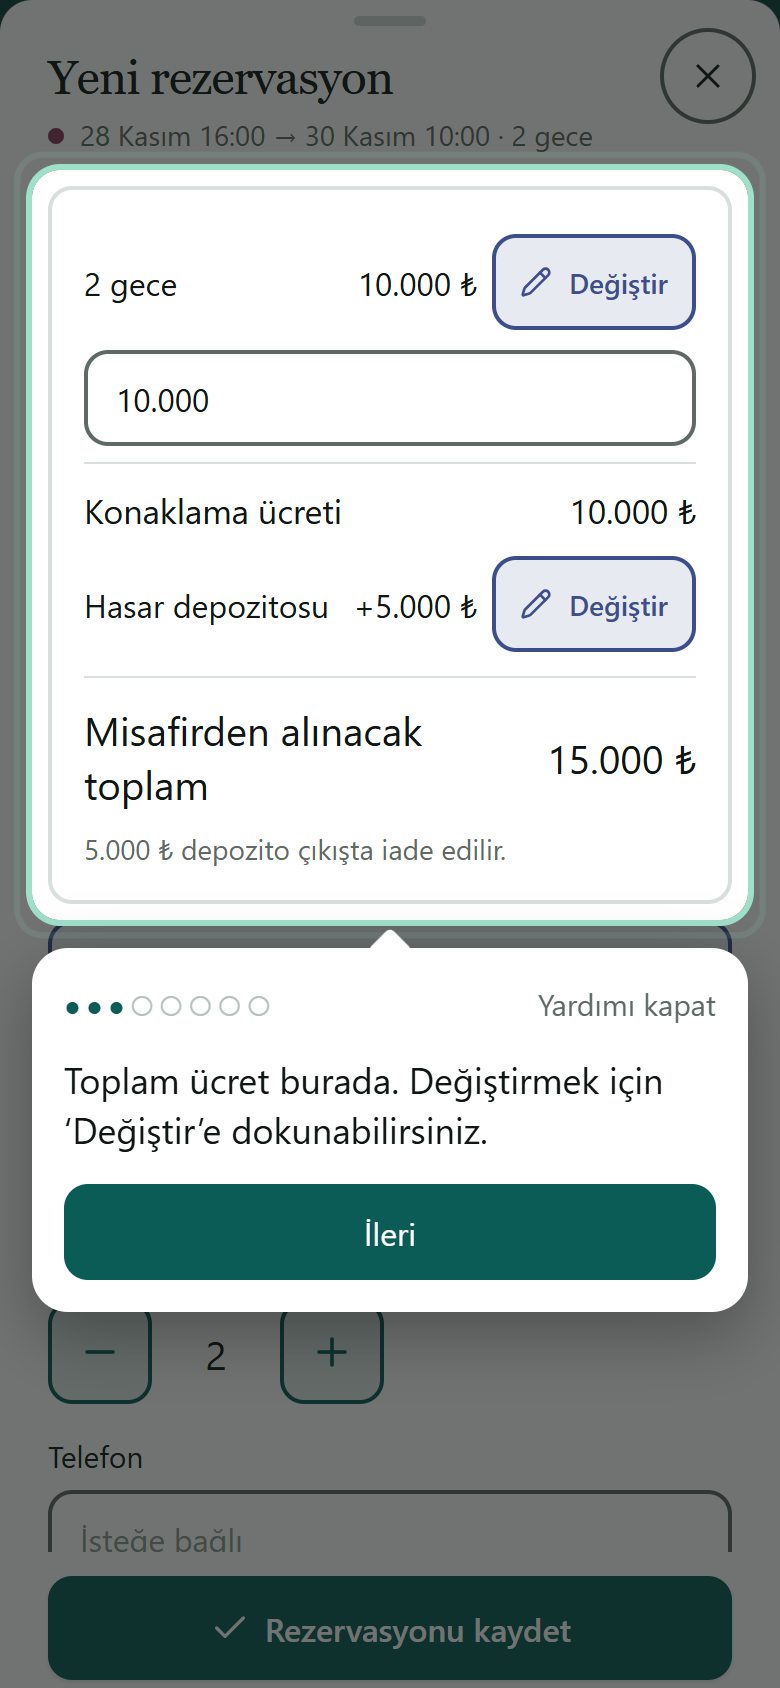 Yeni rezervasyon
28 Kasım 16:00 → 30 Kasım 10:00 · 2 gece
2 gece 10.000 ₺ Değiştir
10.000
Konaklama ücreti 10.000 ₺
Hasar depozitosu +5.000 ₺ Değiştir
Misafirden alınacak
toplam 15.000 ₺
5.000 ₺ depozito çıkışta iade edilir.
Yardımı kapat
Toplam ücret burada. Değiştirmek için
‘Değiştir’e dokunabilirsiniz.
İleri
2
Telefon
İsteğe bağlı
Rezervasyonu kaydet